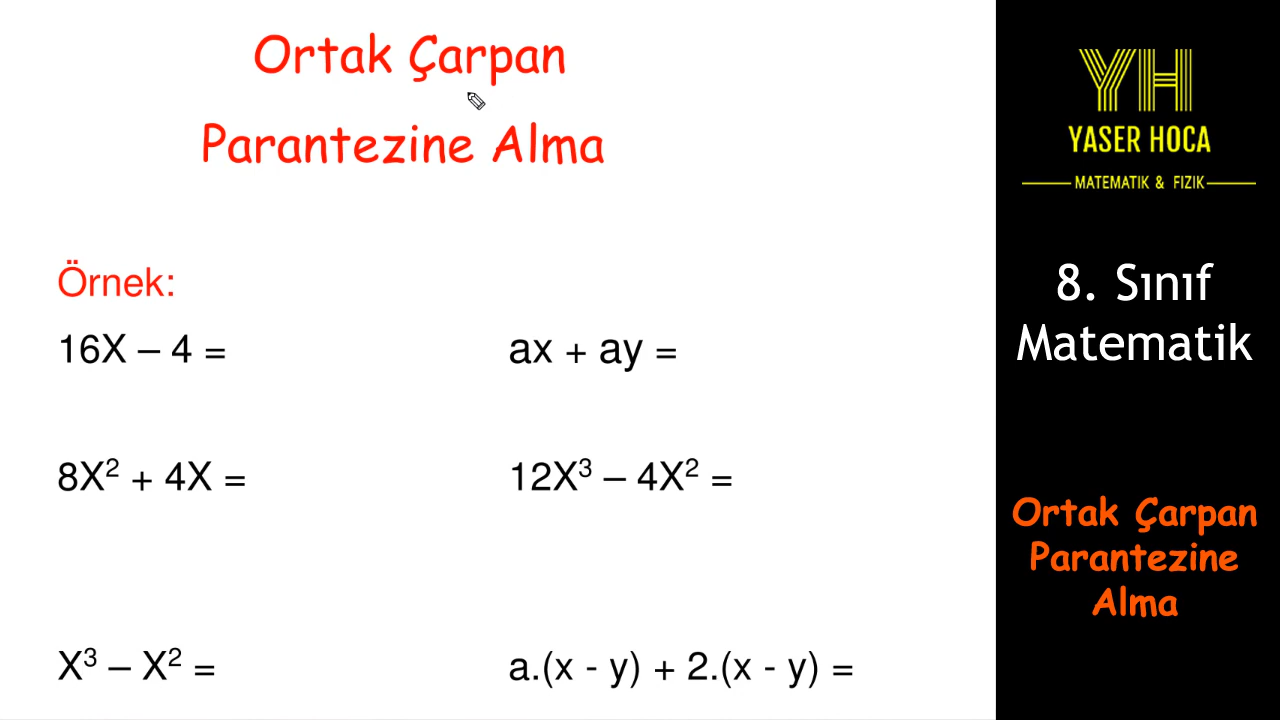 Ortak Çarpan
Parantezine Alma
Örnek:
16X – 4 =
ax + ay =
8X² + 4X =
12X³ – 4X² =
X³ – X² =
a.(x - y) + 2.(x - y) =
YH
YASER HOCA
MATEMATIK & FIZIK
8. Sınıf
Matematik
Ortak Çarpan
Parantezine
Alma